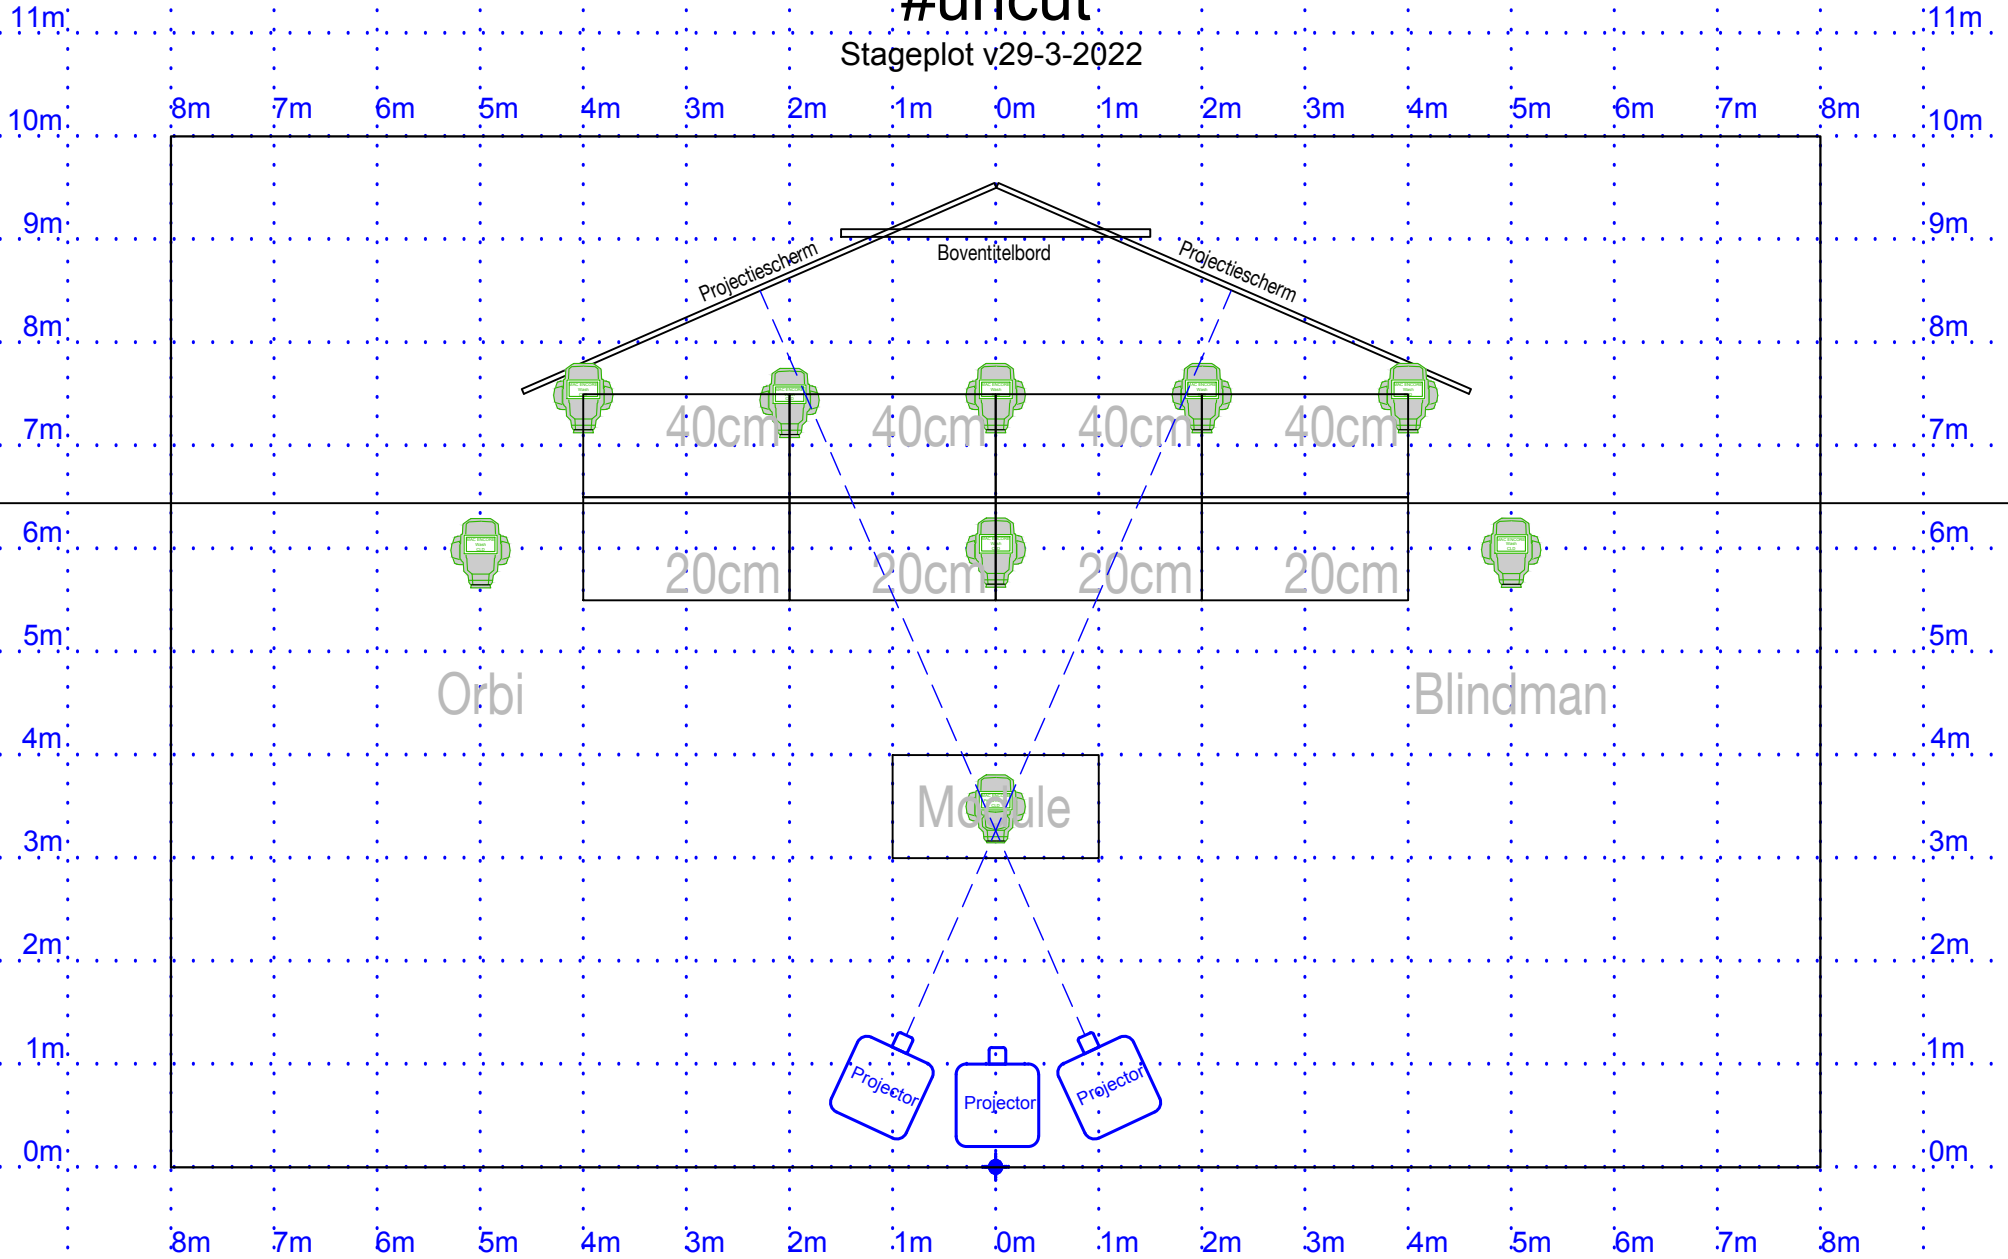 #uncut
11m 11m
Stageplot v29-3-2022
8m 7m 6m 5m 4m 3m 2m 1m 0m 1m 2m 3m 4m 5m 6m 7m 8m
10m 10m
9m 9m
Projectiescherm Boventitelbord Projectiescherm
8m 8m
7m 40cm 40cm 40cm 40cm 7m
6m 6m
20cm 20cm 20cm 20cm
5m 5m
Orbi Blindman
4m 4m
Module
3m 3m
2m 2m
1m 1m
Projector Projector Projector
0m 0m
8m 7m 6m 5m 4m 3m 2m 1m 0m 1m 2m 3m 4m 5m 6m 7m 8m